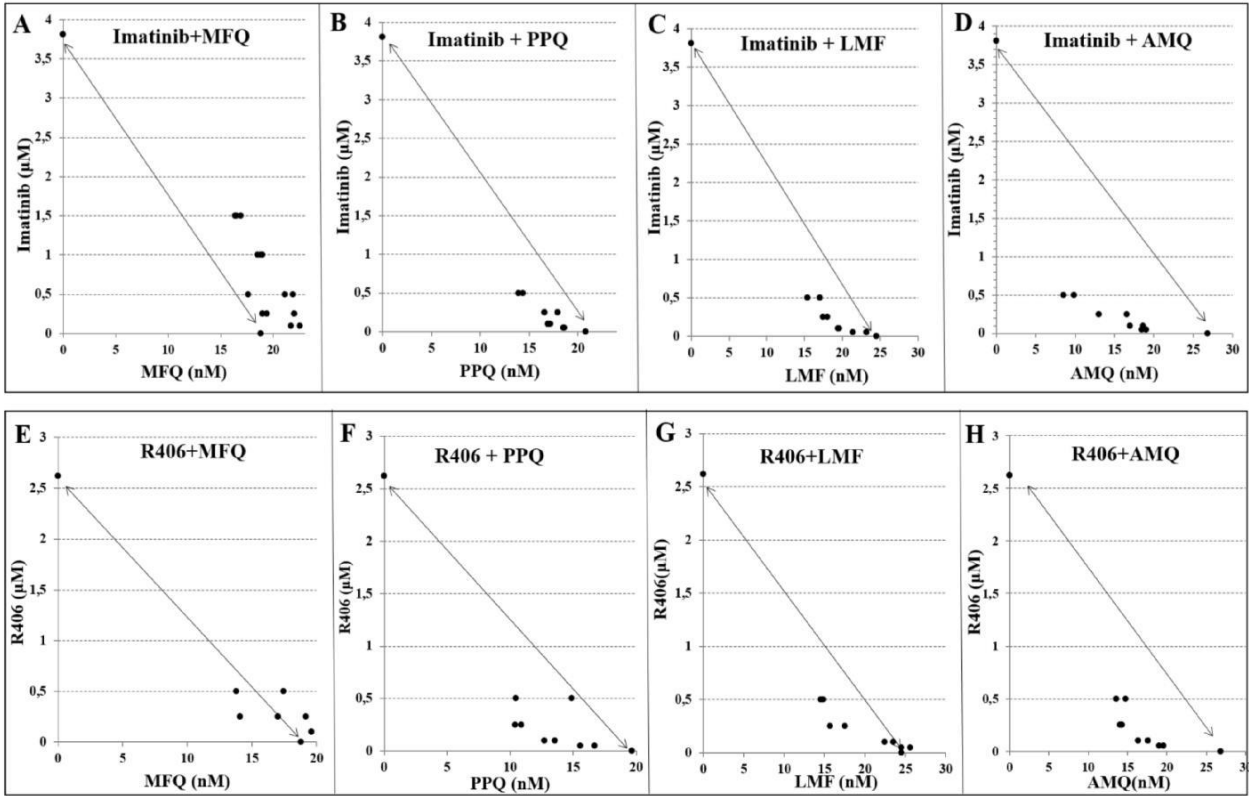 A
Imatinib+MFQ
Imatinib (µM)
4
3,5
3
2,5
2
1,5
1
0,5
0
0 5 10 15 20
MFQ (nM)
B
Imatinib + PPQ
Imatinib (µM)
4
3,5
3
2,5
2
1,5
1
0,5
0
0 5 10 15 20
PPQ (nM)
C
Imatinib + LMF
Imatinib (µM)
4
3,5
3
2,5
2
1,5
1
0,5
0
0 5 10 15 20 25 30
LMF (nM)
D
Imatinib + AMQ
Imatinib (µM)
4
3,5
3
2,5
2
1,5
1
0,5
0
0 5 10 15 20 25 30
AMQ (nM)
E
R406+MFQ
R406 (µM)
3
2,5
2
1,5
1
0,5
0
0 5 10 15 20
MFQ (nM)
F
R406 + PPQ
R406 (µM)
3
2,5
2
1,5
1
0,5
0
0 5 10 15 20
PPQ (nM)
G
R406+LMF
R406(µM)
3
2,5
2
1,5
1
0,5
0
0 5 10 15 20 25 30
LMF (nM)
H
R406+AMQ
R406 (µM)
3
2,5
2
1,5
1
0,5
0
0 5 10 15 20 25 30
AMQ(nM)